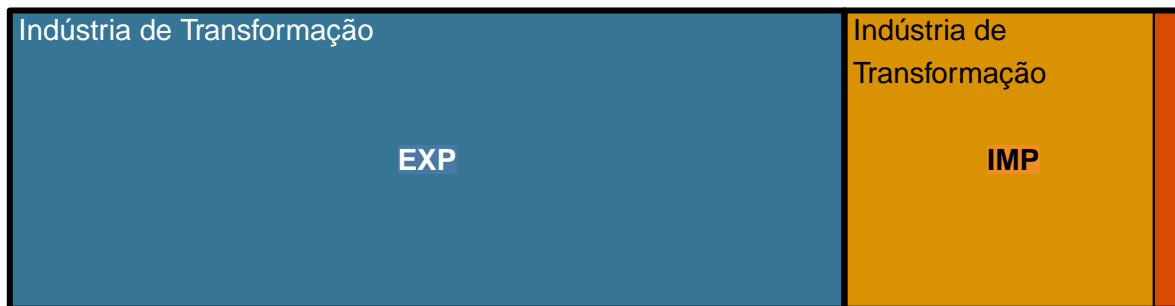 Indústria de Transformação
EXP
Indústria de
Transformação
IMP